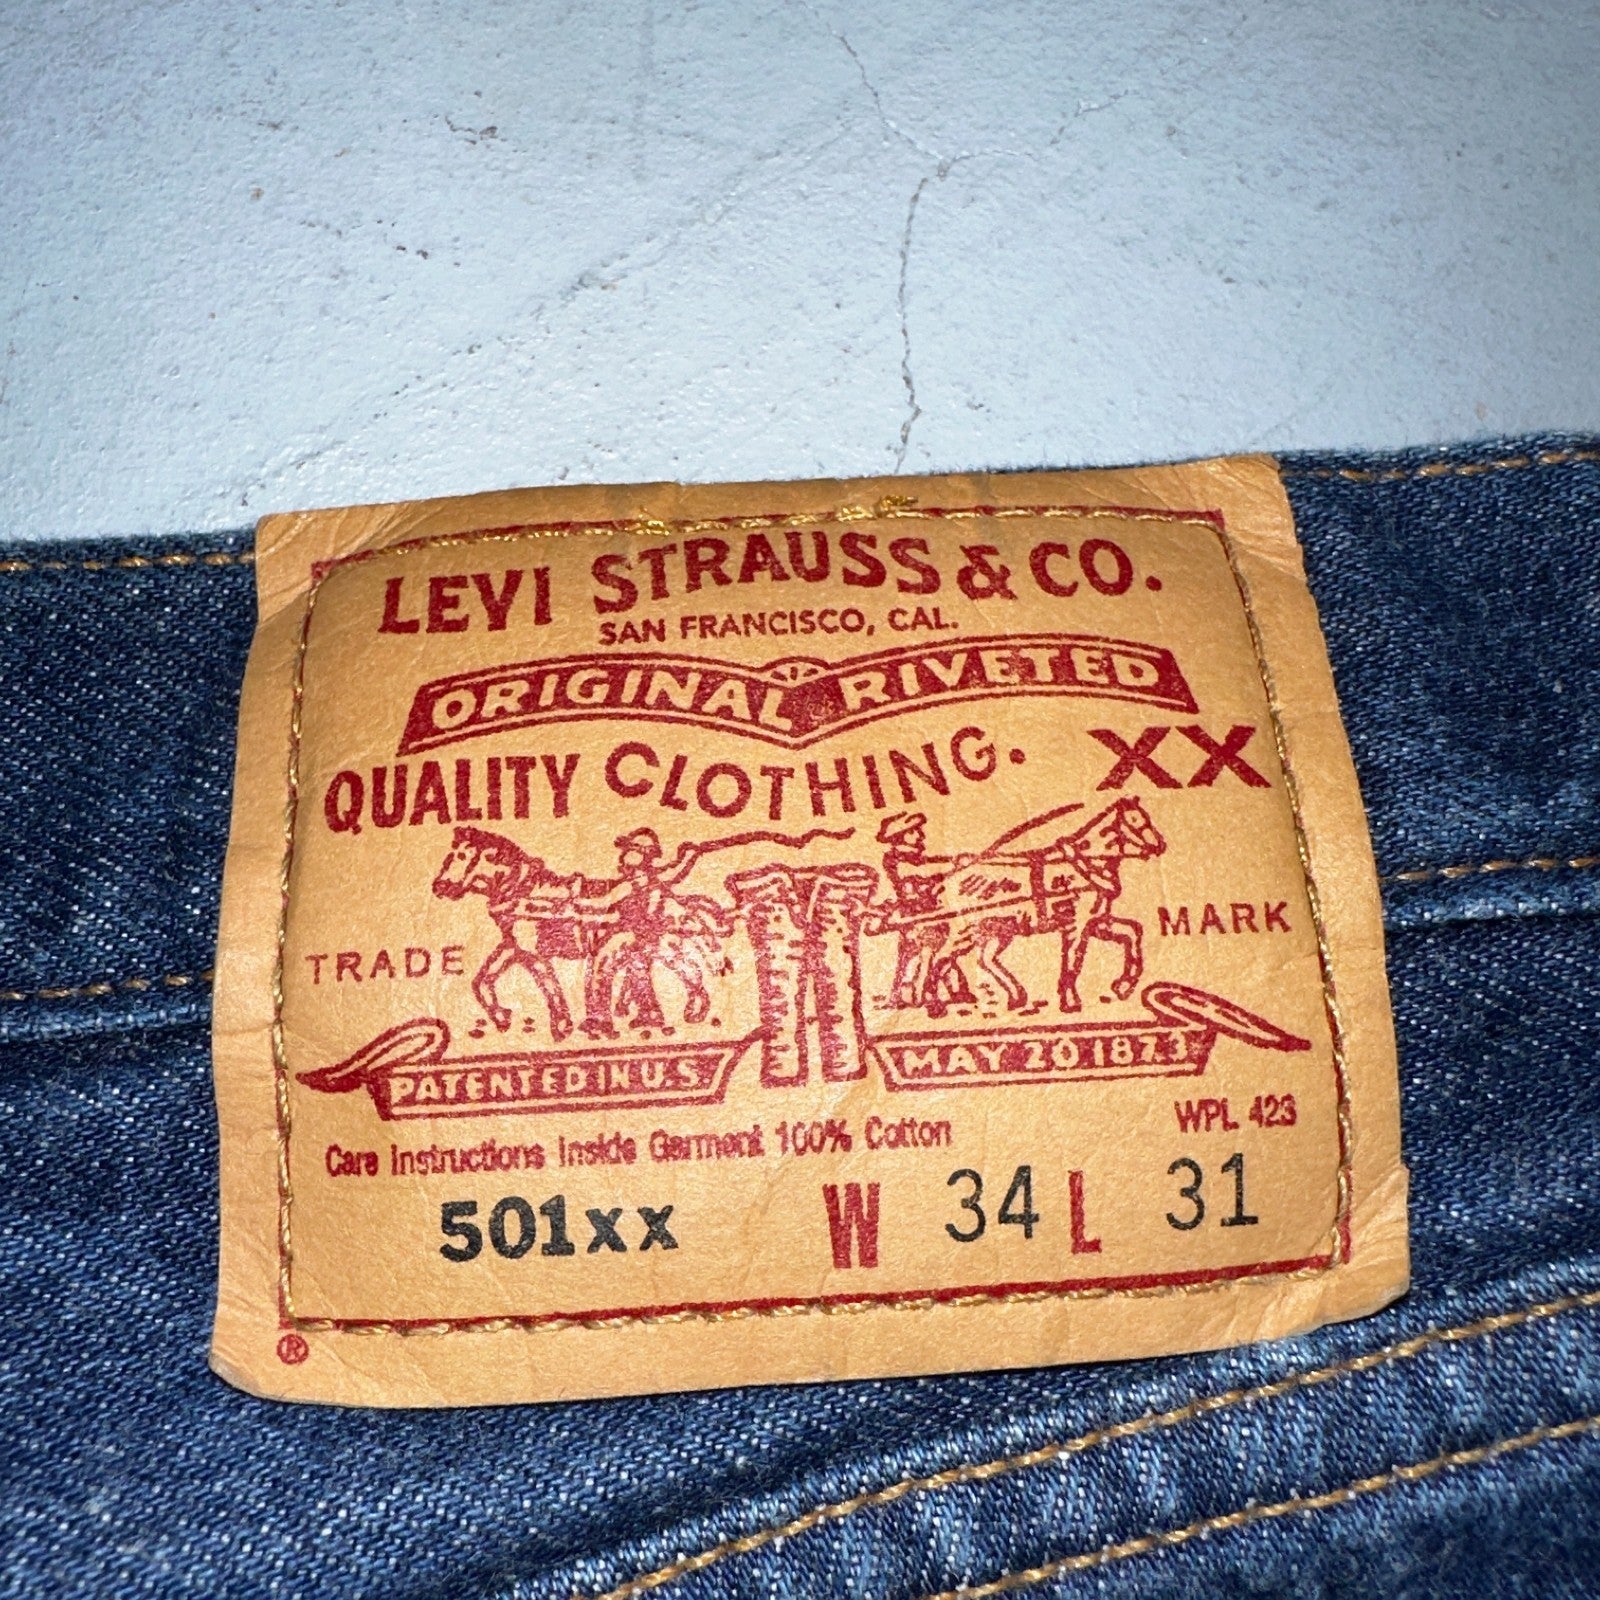 LEVI STRAUSS & CO.
SAN FRANCISCO, CAL.
ORIGINAL RIVETED
QUALITY CLOTHING. XX
TRADE MARK
PATENTED IN U.S MAY 20 1873
Care Instructions Inside Garment 100% Cotton WPL 423
501xx W 34 L 31
®